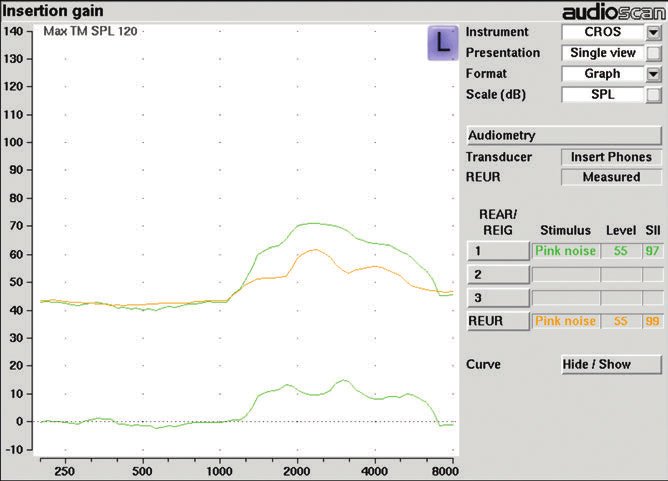 Insertion gain
audioscan
Max TM SPL 120
L
140
130
120
110
100
90
80
70
60
50
40
30
20
10
0
-10
250 500 1000 2000 4000 8000
Instrument CROS
Presentation Single view
Format Graph
Scale (dB) SPL
Audiometry
Transducer Insert Phones
REUR Measured
REAR/
REIG Stimulus Level SII
1 Pink noise 55 97
2
3
REUR Pink noise 55 99
Curve Hide / Show